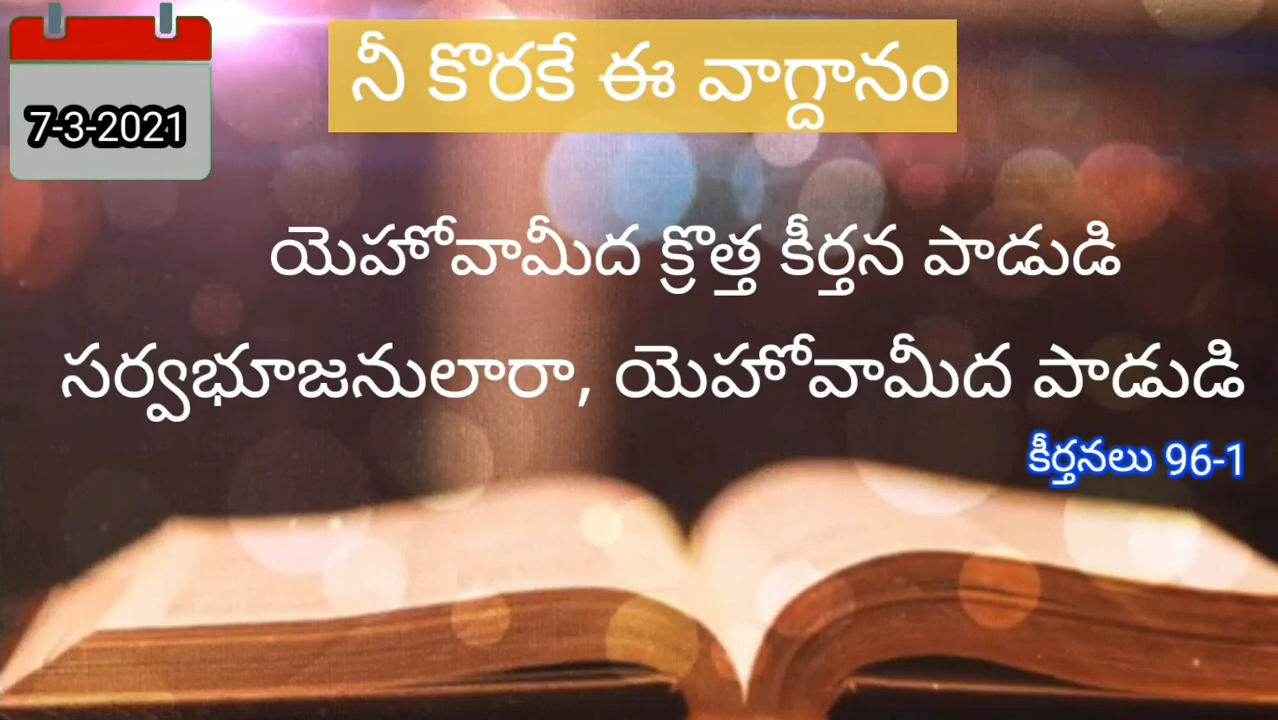 7-3-2021
నీ కొరకే ఈ వాగ్దానం
యెహోవామీద క్రొత్త కీర్తన పాడుడి
సర్వభూజనులారా, యెహోవామీద పాడుడి
కీర్తనలు 96-1